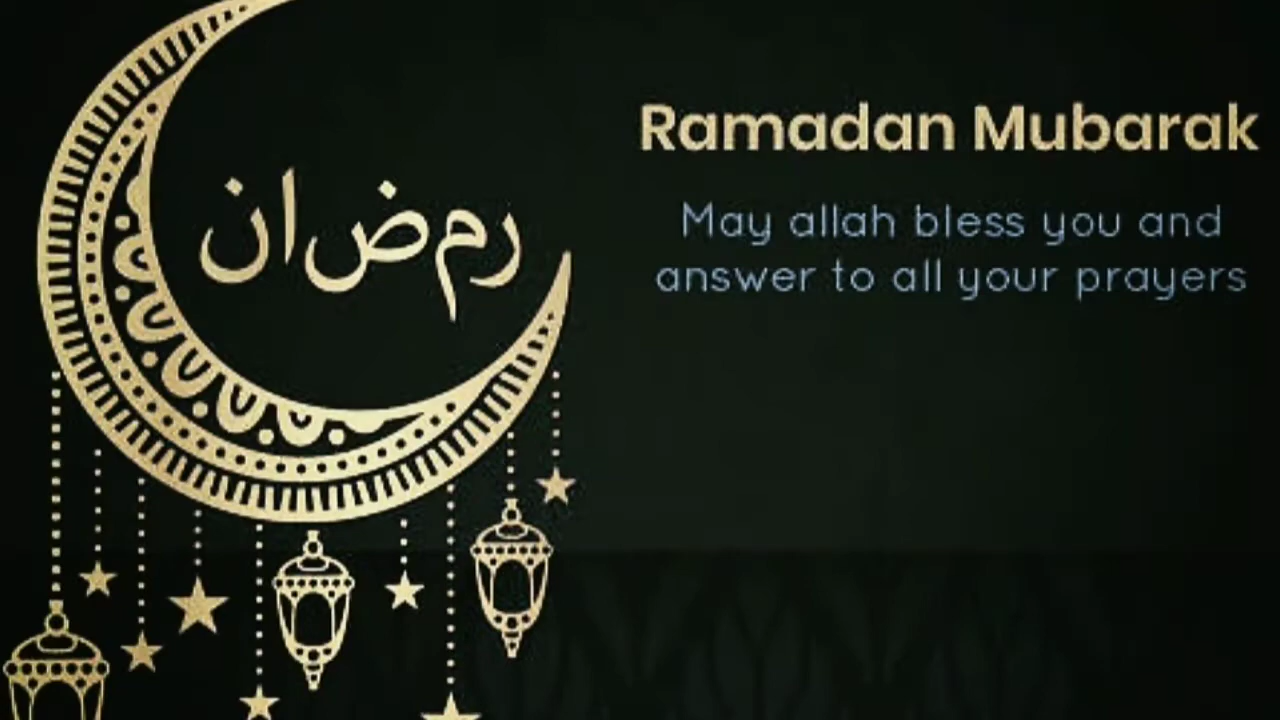 رمضان
Ramadan Mubarak
May allah bless you and
answer to all your prayers